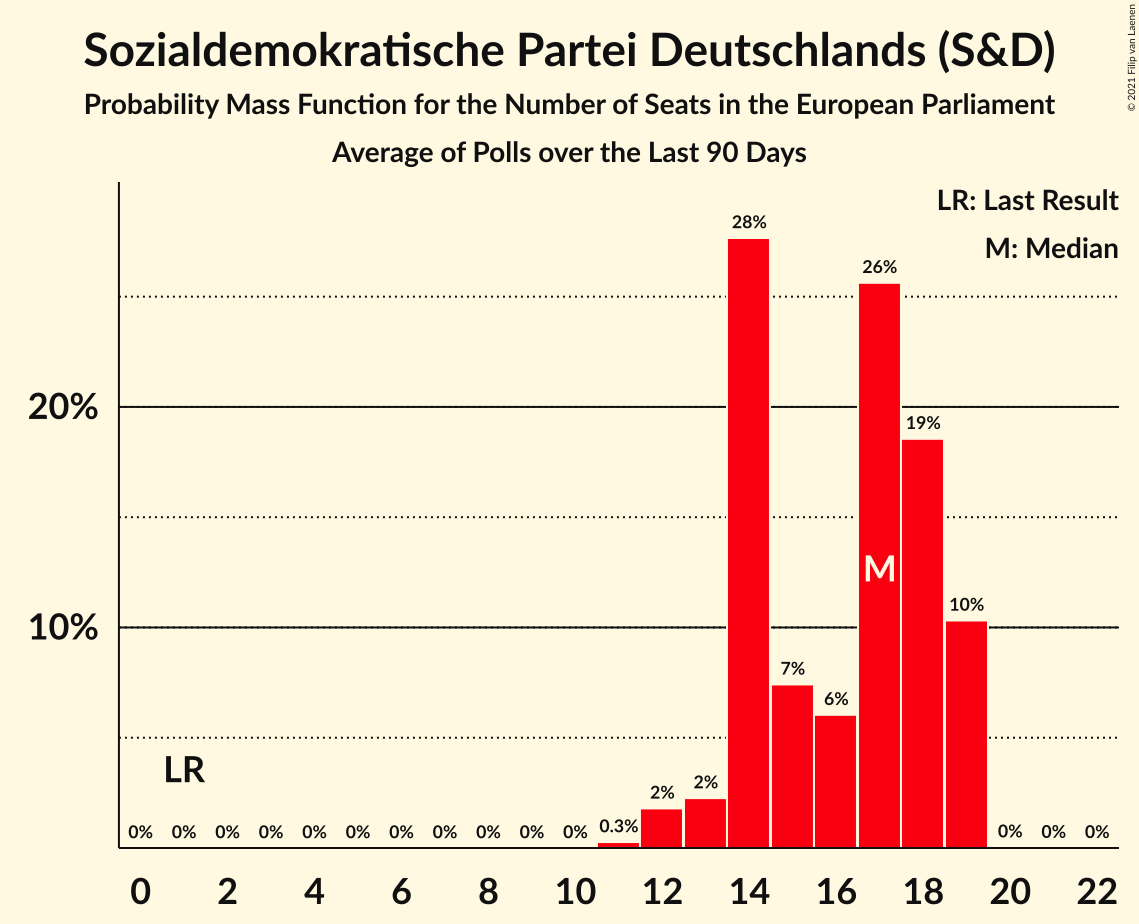 Sozialdemokratische Partei Deutschlands (S&D)
Probability Mass Function for the Number of Seats in the European Parliament
Average of Polls over the Last 90 Days
© 2021 Filip van Laenen
LR: Last Result
M: Median
28%
26%
20%
19%
M
10%
10%
7%
6%
LR
2%
2%
0% 0% 0% 0% 0% 0% 0% 0% 0% 0% 0% 0.3% 0% 0% 0%
0 2 4 6 8 10 12 14 16 18 20 22